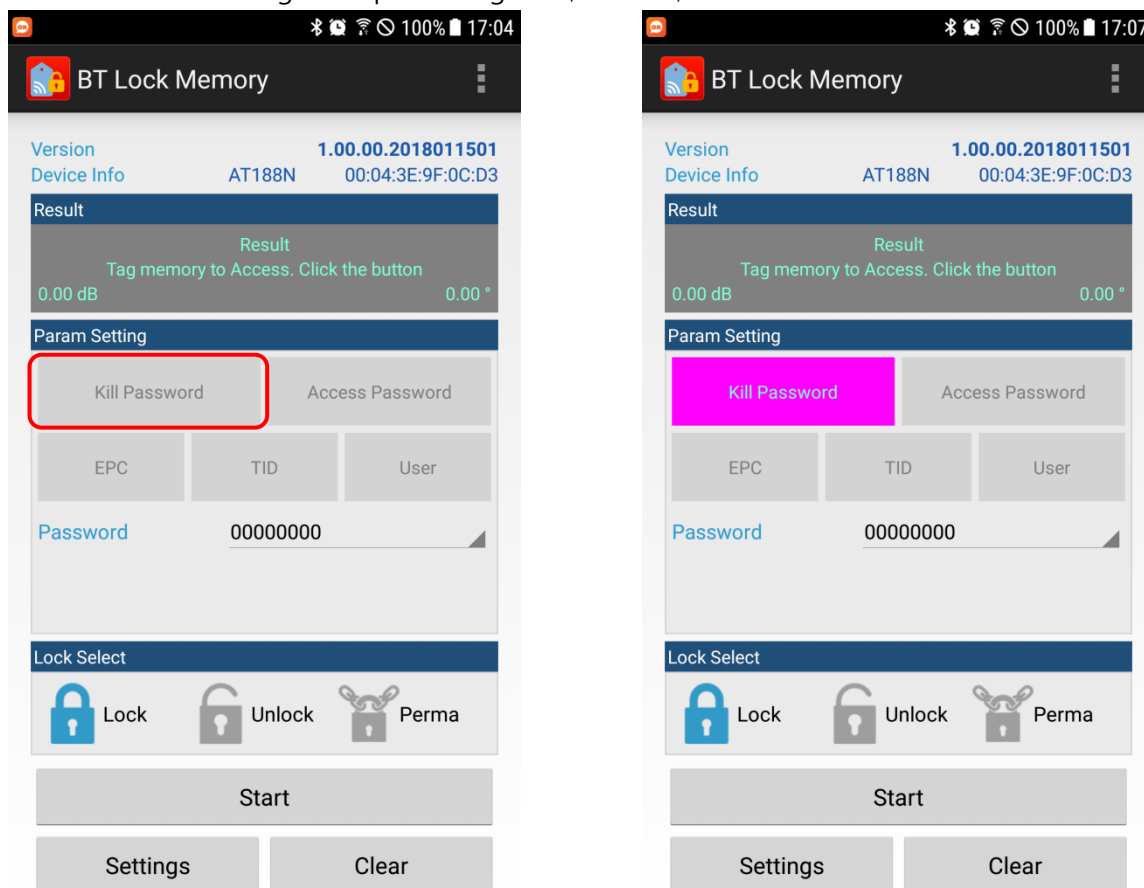 100% 17:04
BT Lock Memory
Version 1.00.00.2018011501
Device Info AT188N 00:04:3E:9F:0C:D3
Result
Result
Tag memory to Access. Click the button
0.00 dB 0.00 °
Param Setting
Kill Password Access Password
EPC TID User
Password 00000000
Lock Select
Lock Unlock Perma
Start
Settings Clear
100% 17:07
BT Lock Memory
Version 1.00.00.2018011501
Device Info AT188N 00:04:3E:9F:0C:D3
Result
Result
Tag memory to Access. Click the button
0.00 dB 0.00 °
Param Setting
Kill Password Access Password
EPC TID User
Password 00000000
Lock Select
Lock Unlock Perma
Start
Settings Clear